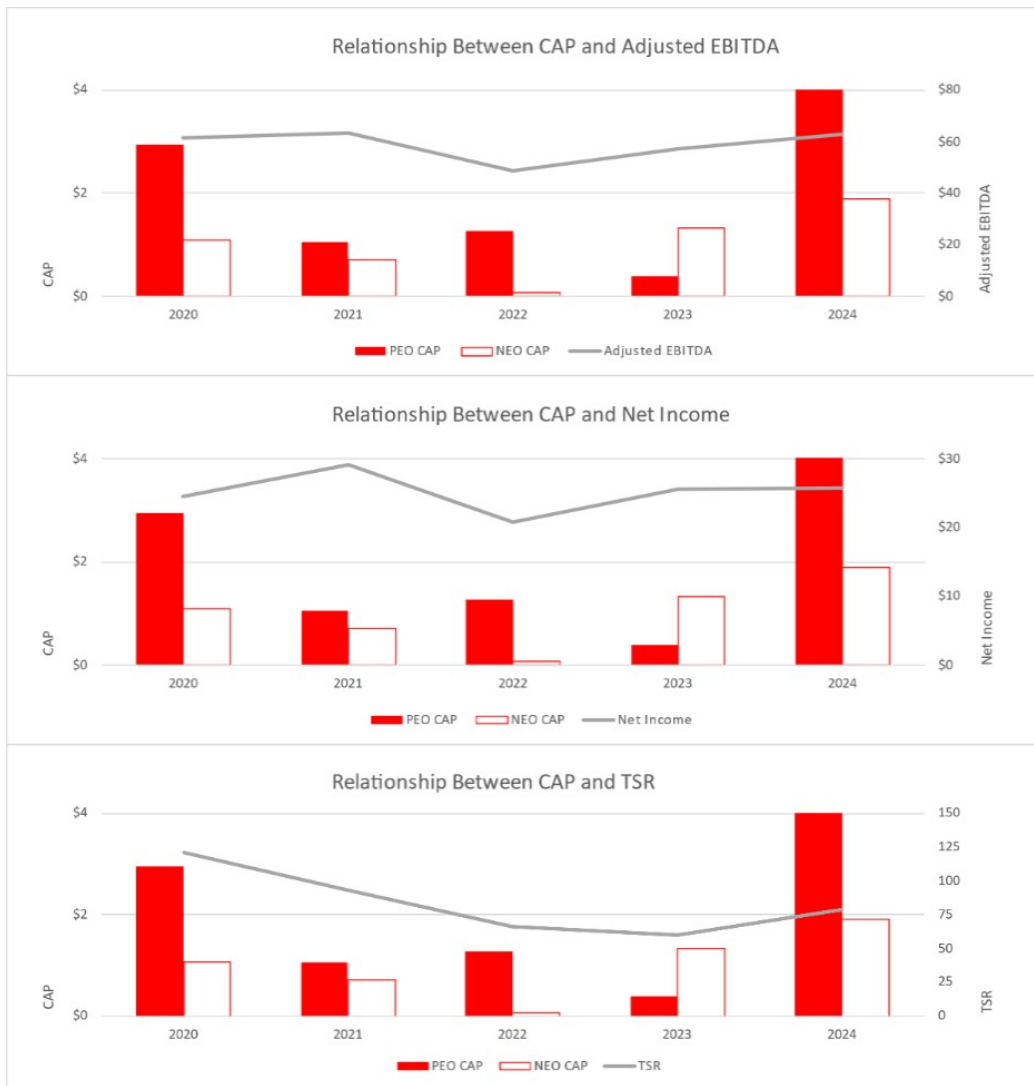 Relationship Between CAP and Adjusted EBITDA
$4
$2
$0
CAP
$80
$60
$40
$20
$0
Adjusted EBITDA
2020 2021 2022 2023 2024
PEO CAP NEO CAP Adjusted EBITDA
Relationship Between CAP and Net Income
$4
$2
$0
CAP
$30
$20
$10
$0
Net Income
2020 2021 2022 2023 2024
PEO CAP NEO CAP Net Income
Relationship Between CAP and TSR
$4
$2
$0
CAP
150
125
100
75
50
25
0
TSR
2020 2021 2022 2023 2024
PEO CAP NEO CAP TSR